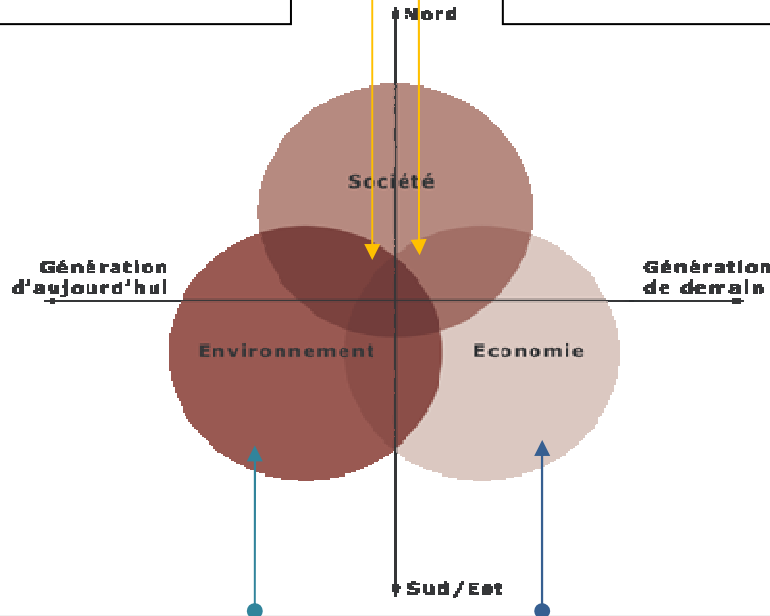 Nord
Société
Génération
d'aujourd'hui
Génération
de demain
Environnement
Economie
Sud/Est